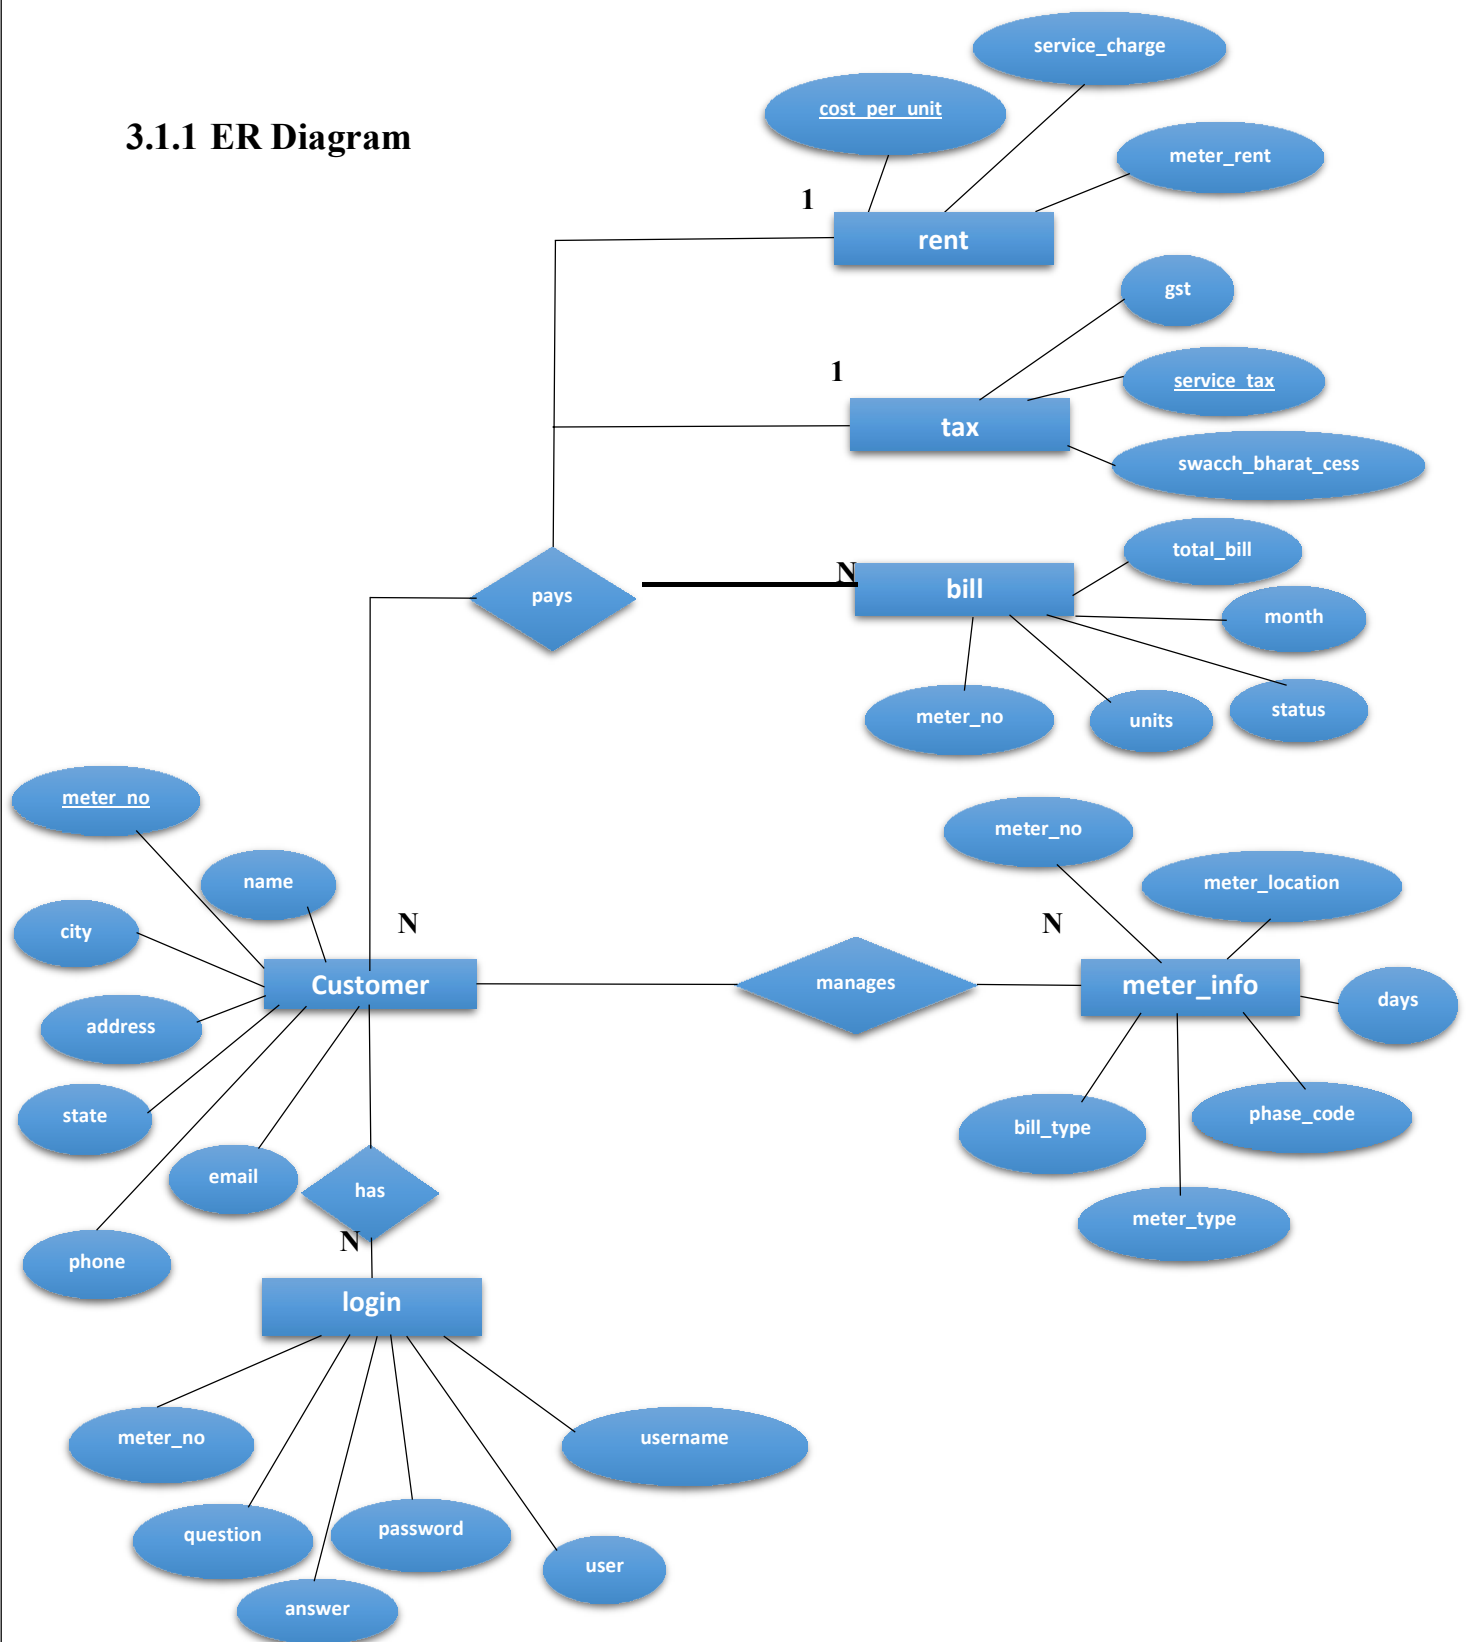 service_charge
cost_per_unit
3.1.1 ER Diagram
meter_rent
1
rent
gst
1
service_tax
tax
swacch_bharat_cess
total_bill
N
bill
pays
month
meter_no
units
status
meter_no
meter_no
name
meter_location
city
N
N
Customer
manages
meter_info
days
address
state
bill_type
phase_code
email
has
meter_type
N
phone
login
meter_no
username
question
password
user
answer